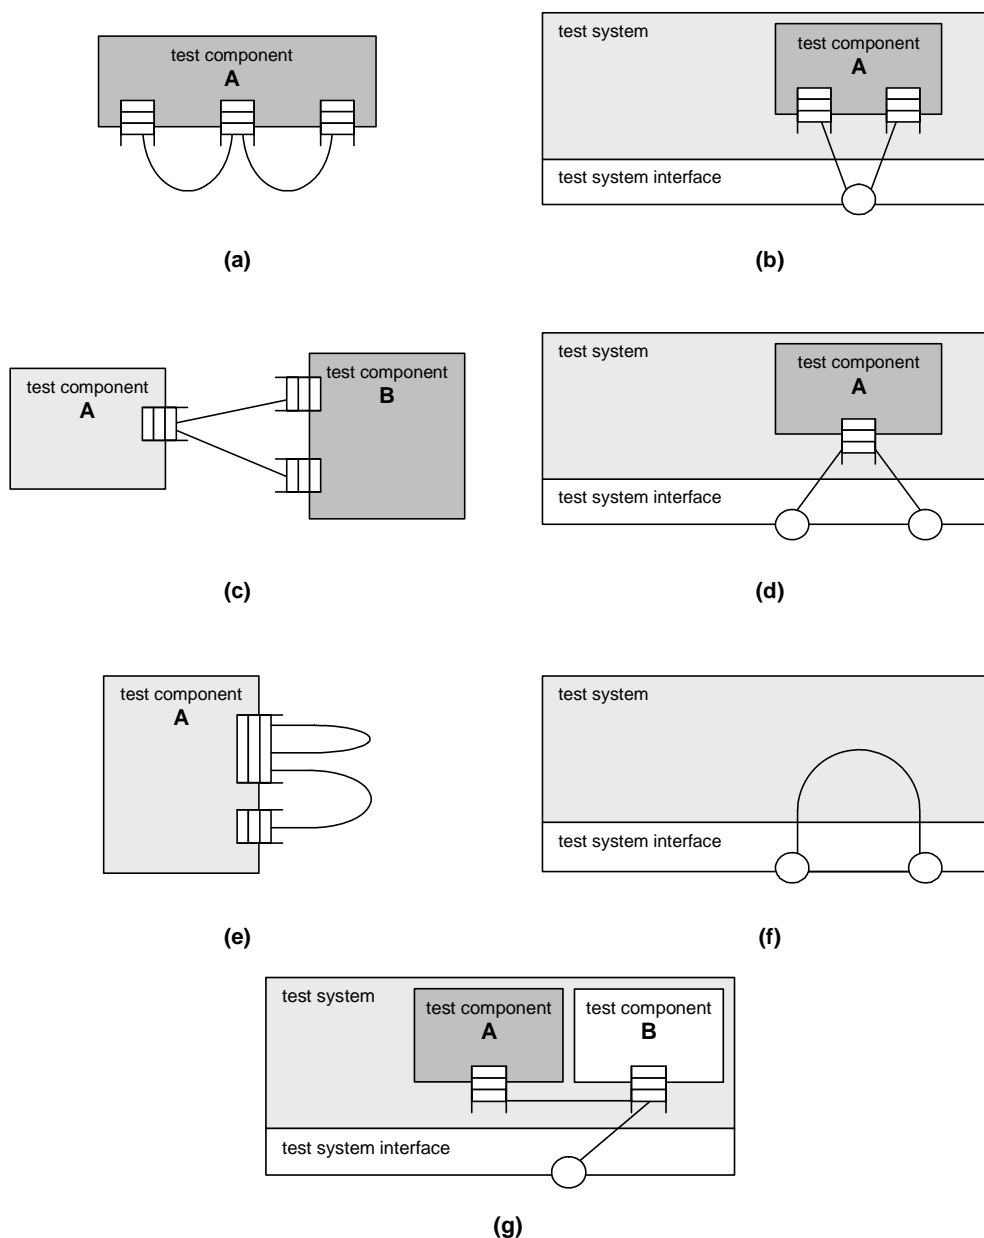 test component
A
(a)
test system
test component
A
test system interface
(b)
test component
A
test component
B
(c)
test system
test component
A
test system interface
(d)
test component
A
(e)
test system
test system interface
(f)
test system
test component
A
test component
B
test system interface
(g)